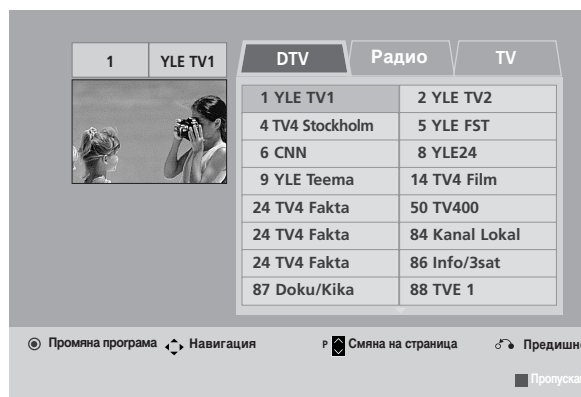 1 YLE TV1
DTV Радио TV
1 YLE TV1 2 YLE TV2
4 TV4 Stockholm 5 YLE FST
6 CNN 8 YLE24
9 YLE Teema 14 TV4 Film
24 TV4 Fakta 50 TV400
24 TV4 Fakta 84 Kanal Lokal
24 TV4 Fakta 86 Info/3sat
87 Doku/Kika 88 TVE 1
Промяна програма Навигация P Смяна на страница Предишн
Пропуска